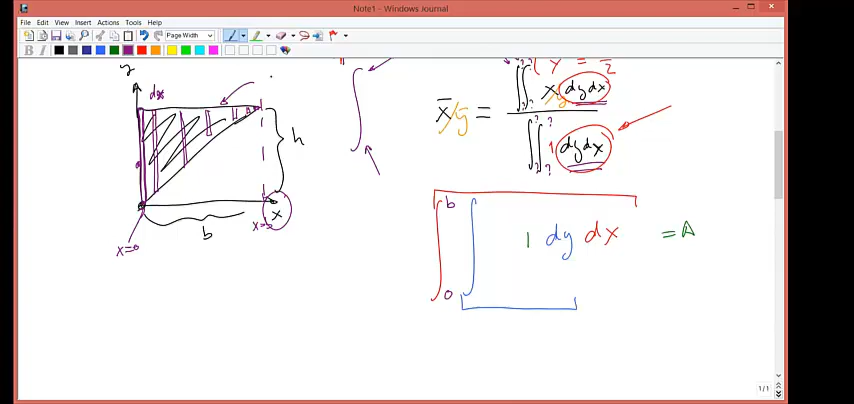 Note1 - Windows Journal
File Edit View Insert Actions Tools Help
Page Width
B I
y
dx
h
x
b
x=0
x=b
x̄/ȳ = ∫∫ x/y dy dx
∫∫ 1 dy dx
? ? ? ?
? ? ? ?
b
∫ ∫ 1 dy dx = A
0
1/1